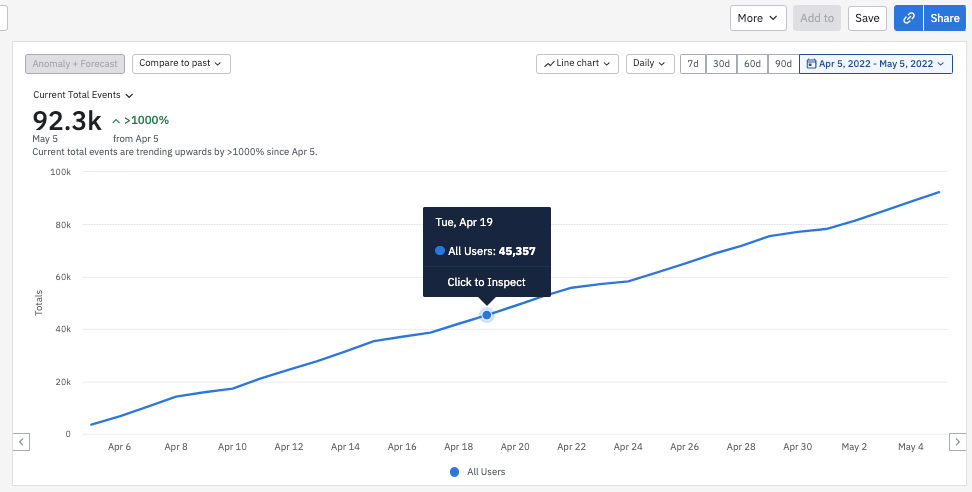 More
Add to
Save
Share
Anomaly + Forecast
Compare to past
Line chart
Daily
7d
30d
60d
90d
Apr 5, 2022 - May 5, 2022
Current Total Events
92.3k
>1000%
May 5
from Apr 5
Current total events are trending upwards by >1000% since Apr 5.
100k
80k
60k
40k
20k
0
Totals
Tue, Apr 19
All Users: 45,357
Click to Inspect
Apr 6
Apr 8
Apr 10
Apr 12
Apr 14
Apr 16
Apr 18
Apr 20
Apr 22
Apr 24
Apr 26
Apr 28
Apr 30
May 2
May 4
All Users